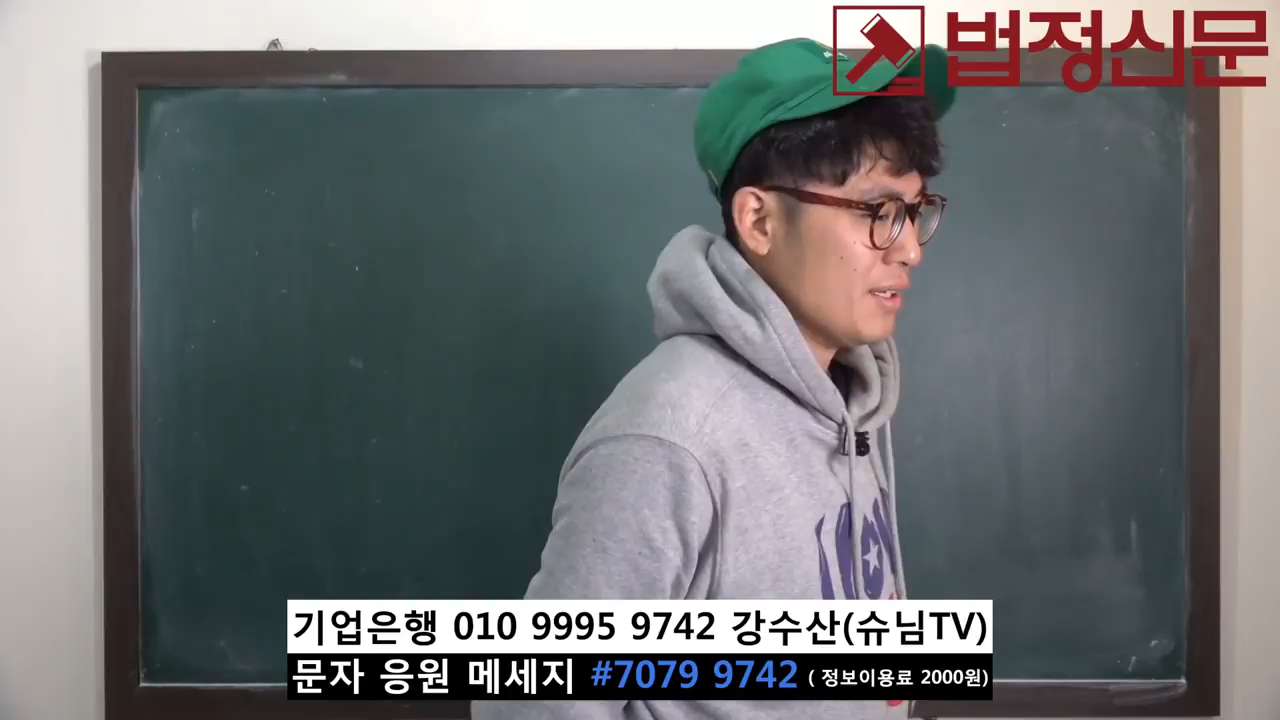 법정신문
기업은행 010 9995 9742 강수산(슈님TV)
문자 응원 메세지 #7079 9742 ( 정보이용료 2000원)